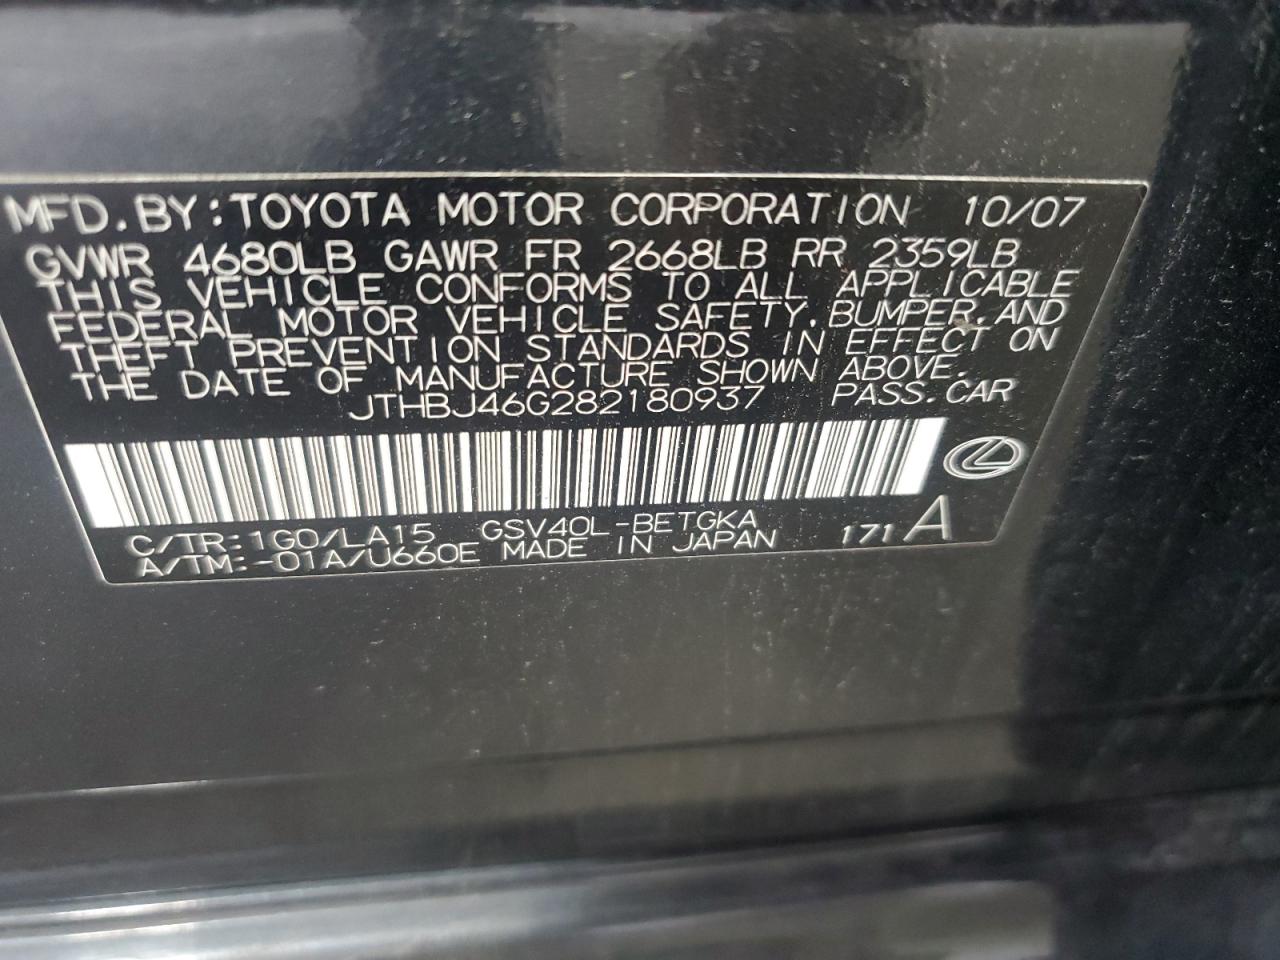 MFD.BY:TOYOTA MOTOR CORPORATION 10/07
GVWR 4680LB GAWR FR 2668LB RR 2359LB
THIS VEHICLE CONFORMS TO ALL APPLICABLE
FEDERAL MOTOR VEHICLE SAFETY,BUMPER,AND
THEFT PREVENTION STANDARDS IN EFFECT ON
THE DATE OF MANUFACTURE SHOWN ABOVE.
JTHBJ46G282180937 PASS.CAR
C/TR:1G0/LA15 GSV40L-BETGKA 171 A
A/TM:-01A/U660E MADE IN JAPAN